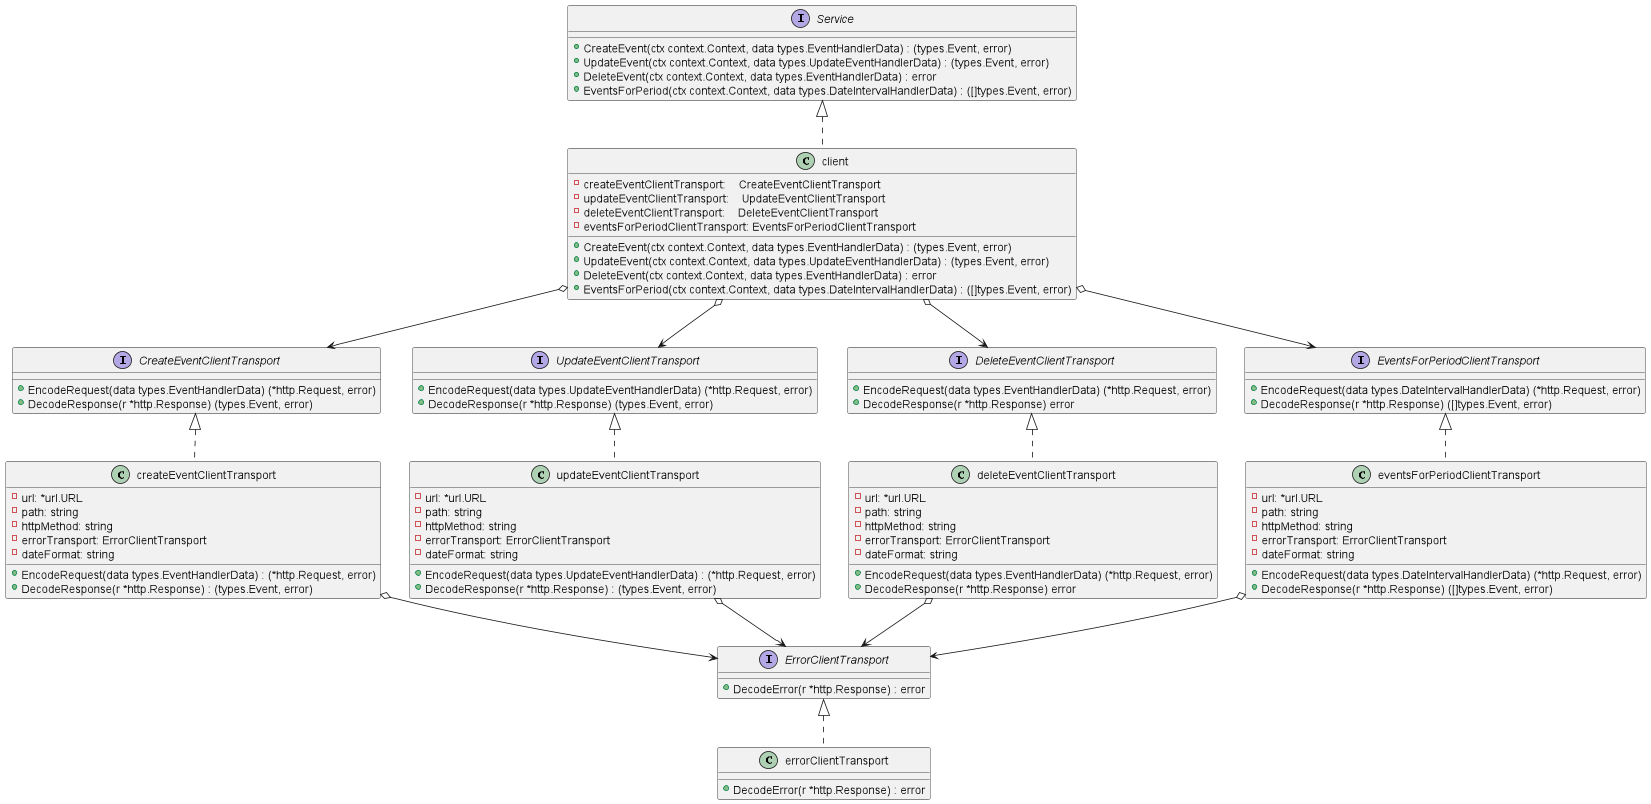 I Service
CreateEvent(ctx context.Context, data types.EventHandlerData) : (types.Event, error)
UpdateEvent(ctx context.Context, data types.UpdateEventHandlerData) : (types.Event, error)
DeleteEvent(ctx context.Context, data types.EventHandlerData) : error
EventsForPeriod(ctx context.Context, data types.DateIntervalHandlerData) : ([]types.Event, error)
C client
createEventClientTransport: CreateEventClientTransport
updateEventClientTransport: UpdateEventClientTransport
deleteEventClientTransport: DeleteEventClientTransport
eventsForPeriodClientTransport: EventsForPeriodClientTransport
CreateEvent(ctx context.Context, data types.EventHandlerData) : (types.Event, error)
UpdateEvent(ctx context.Context, data types.UpdateEventHandlerData) : (types.Event, error)
DeleteEvent(ctx context.Context, data types.EventHandlerData) : error
EventsForPeriod(ctx context.Context, data types.DateIntervalHandlerData) : ([]types.Event, error)
I CreateEventClientTransport
EncodeRequest(data types.EventHandlerData) (*http.Request, error)
DecodeResponse(r *http.Response) (types.Event, error)
I UpdateEventClientTransport
EncodeRequest(data types.UpdateEventHandlerData) (*http.Request, error)
DecodeResponse(r *http.Response) (types.Event, error)
I DeleteEventClientTransport
EncodeRequest(data types.EventHandlerData) (*http.Request, error)
DecodeResponse(r *http.Response) error
I EventsForPeriodClientTransport
EncodeRequest(data types.DateIntervalHandlerData) (*http.Request, error)
DecodeResponse(r *http.Response) ([]types.Event, error)
C createEventClientTransport
url: *url.URL
path: string
httpMethod: string
errorTransport: ErrorClientTransport
dateFormat: string
EncodeRequest(data types.EventHandlerData) : (*http.Request, error)
DecodeResponse(r *http.Response) : (types.Event, error)
C updateEventClientTransport
url: *url.URL
path: string
httpMethod: string
errorTransport: ErrorClientTransport
dateFormat: string
EncodeRequest(data types.UpdateEventHandlerData) : (*http.Request, error)
DecodeResponse(r *http.Response) : (types.Event, error)
C deleteEventClientTransport
url: *url.URL
path: string
httpMethod: string
errorTransport: ErrorClientTransport
dateFormat: string
EncodeRequest(data types.EventHandlerData) (*http.Request, error)
DecodeResponse(r *http.Response) error
C eventsForPeriodClientTransport
url: *url.URL
path: string
httpMethod: string
errorTransport: ErrorClientTransport
dateFormat: string
EncodeRequest(data types.DateIntervalHandlerData) (*http.Request, error)
DecodeResponse(r *http.Response) ([]types.Event, error)
I ErrorClientTransport
DecodeError(r *http.Response) : error
C errorClientTransport
DecodeError(r *http.Response) : error